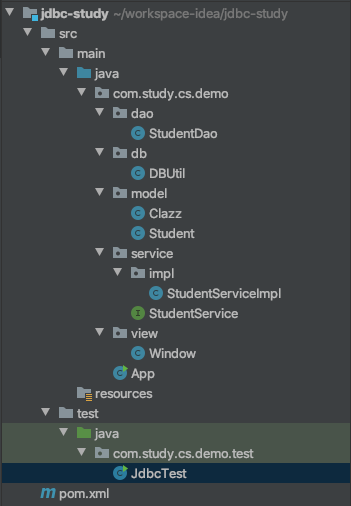 jdbc-study ~/workspace-idea/jdbc-study
src
main
java
com.study.cs.demo
dao
C StudentDao
db
C DBUtil
model
C Clazz
C Student
service
impl
C StudentServiceImpl
I StudentService
view
C Window
C App
resources
test
java
com.study.cs.demo.test
C JdbcTest
m pom.xml